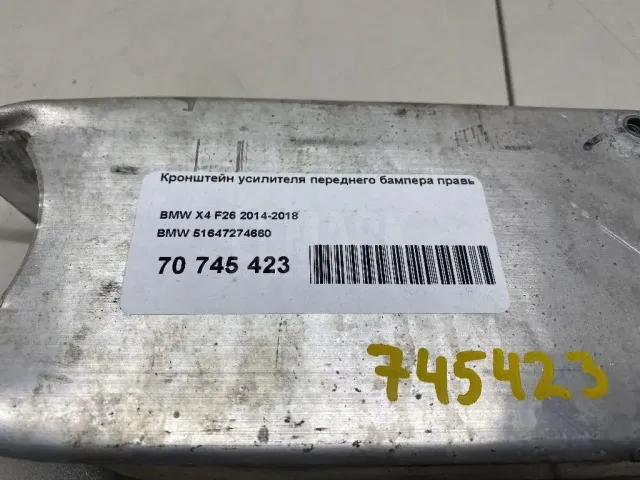 Кронштейн усилителя переднего бампера правь
BMW X4 F26 2014-2018
BMW 51647274660
70 745 423
745423